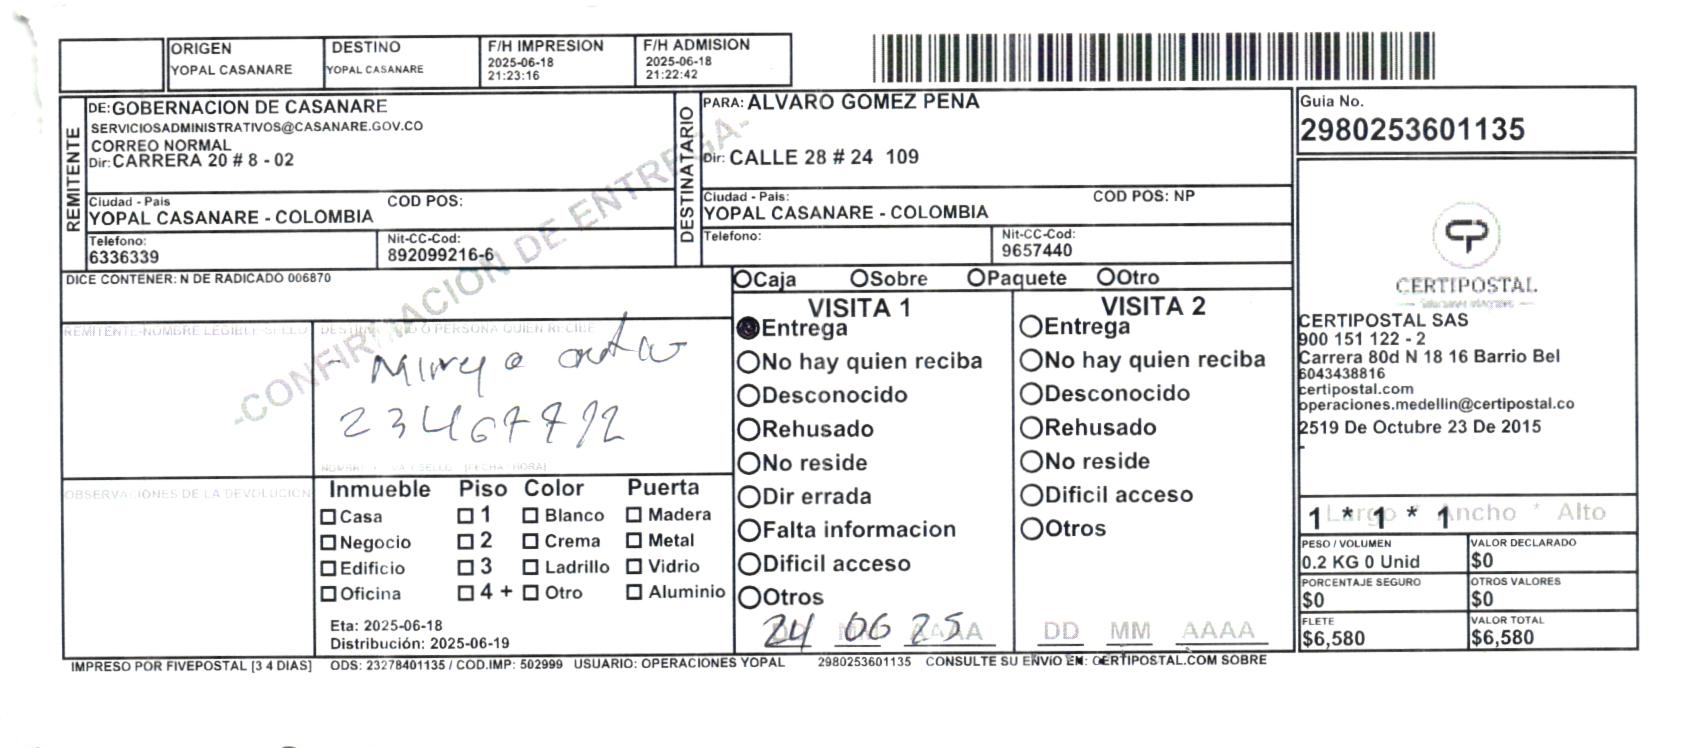 ORIGEN
YOPAL CASANARE
DESTINO
YOPAL CASANARE
F/H IMPRESION
2025-06-18
21:23:16
F/H ADMISION
2025-06-18
21:22:42
REMITENTE
DE:GOBERNACION DE CASANARE
SERVICIOSADMINISTRATIVOS@CASANARE.GOV.CO
CORREO NORMAL
Dir:CARRERA 20 # 8 - 02
Ciudad - Pais
COD POS:
YOPAL CASANARE - COLOMBIA
Telefono:
6336339
Nit-CC-Cod:
892099216-6
DESTINATARIO
PARA: ALVARO GOMEZ PENA
Dir: CALLE 28 # 24 109
Ciudad - Pais:
COD POS: NP
YOPAL CASANARE - COLOMBIA
Telefono:
Nit-CC-Cod:
9657440
Guia No.
2980253601135
-CONFIRMACION DE ENTREGA-
DICE CONTENER: N DE RADICADO 006870
REMITENTE-NOMBRE LEGIBLE-SELLO
O PERSONA QUIEN RECIBE
OBSERVACIONES DE LA DEVOLUCION
Inmueble Piso Color Puerta
Casa 1 Blanco Madera
Negocio 2 Crema Metal
Edificio 3 Ladrillo Vidrio
Oficina 4 + Otro Aluminio
Eta: 2025-06-18
Distribución: 2025-06-19
Caja Sobre Paquete Otro
VISITA 1
Entrega
No hay quien reciba
Desconocido
Rehusado
No reside
Dir errada
Falta informacion
Dificil acceso
Otros
24 06 25
VISITA 2
Entrega
No hay quien reciba
Desconocido
Rehusado
No reside
Dificil acceso
Otros
DD MM AAAA
CERTIPOSTAL
CERTIPOSTAL SAS
900 151 122 - 2
Carrera 80d N 18 16 Barrio Bel
6043438816
certipostal.com
operaciones.medellin@certipostal.co
2519 De Octubre 23 De 2015
-
Largo * Ancho * Alto
1 * 1 * 1
PESO / VOLUMEN
0.2 KG 0 Unid
VALOR DECLARADO
$0
PORCENTAJE SEGURO
$0
OTROS VALORES
$0
FLETE
$6,580
VALOR TOTAL
$6,580
IMPRESO POR FIVEPOSTAL [3 4 DIAS] ODS: 23278401135 / COD.IMP: 502999 USUARIO: OPERACIONES YOPAL 2980253601135 CONSULTE SU ENVIO EN: CERTIPOSTAL.COM SOBRE